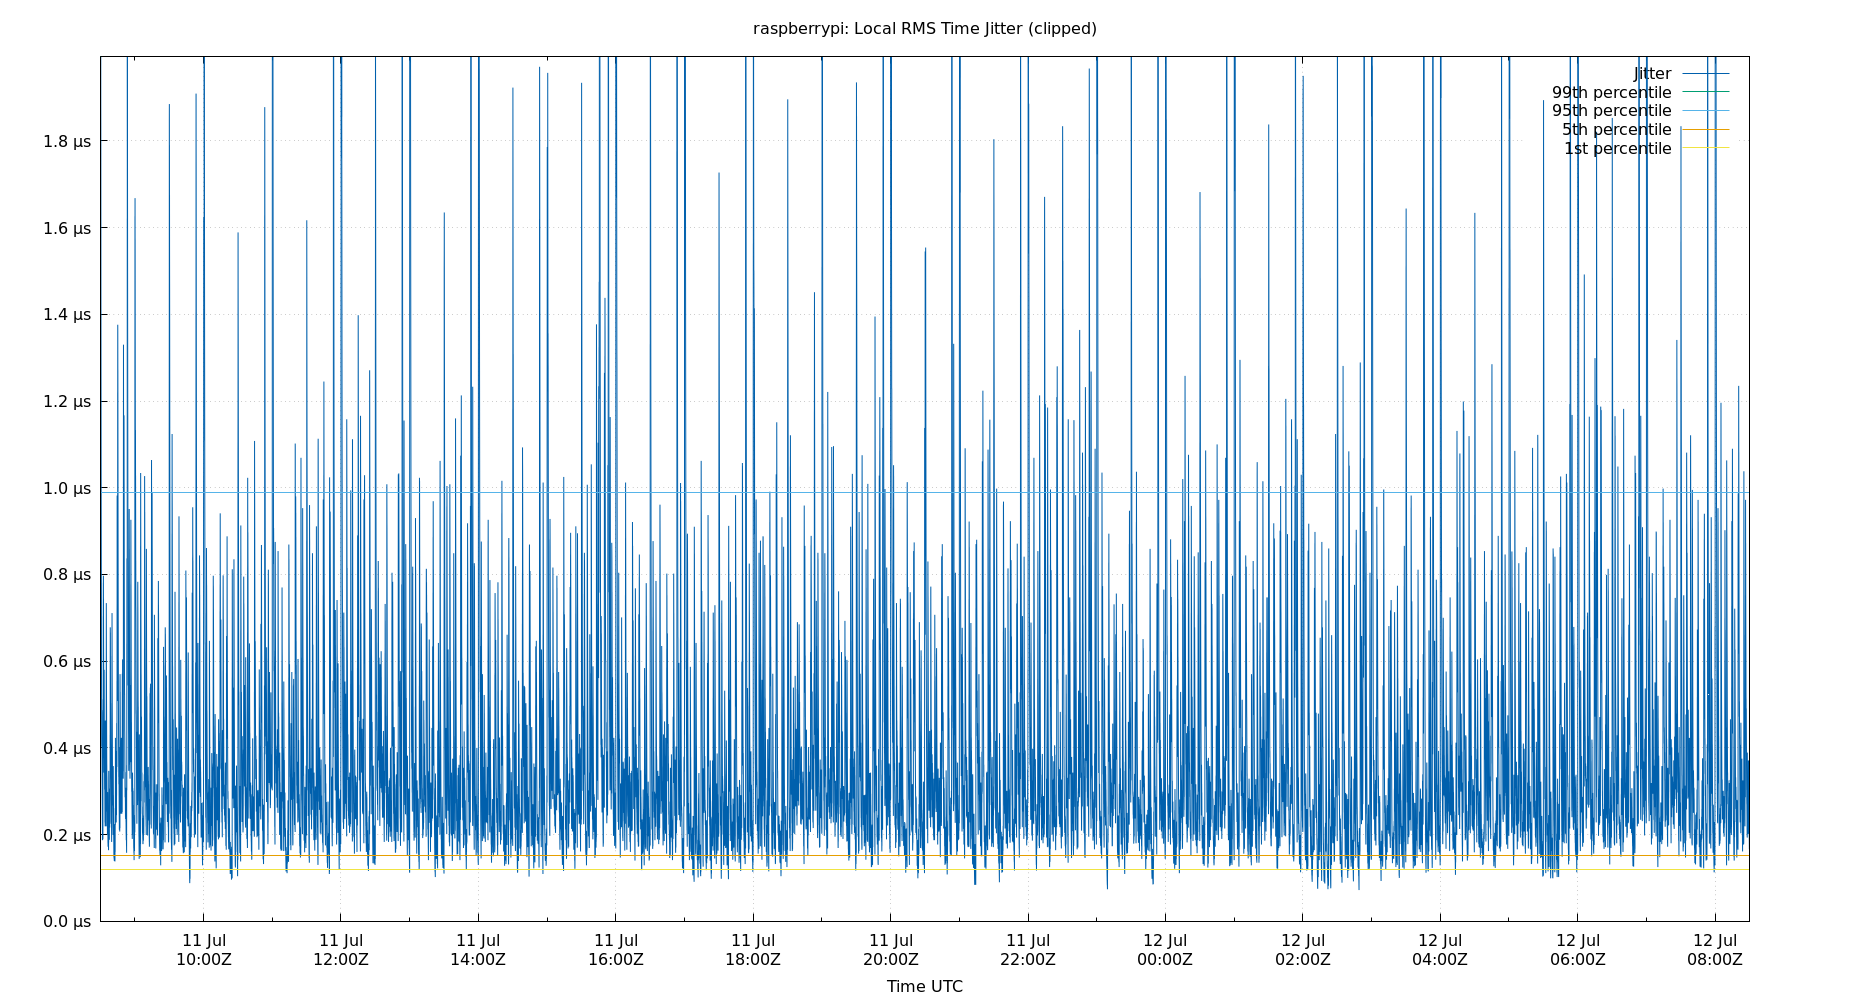 raspberrypi: Local RMS Time Jitter (clipped)
Jitter
99th percentile
95th percentile
5th percentile
1st percentile
1.8 µs
1.6 µs
1.4 µs
1.2 µs
1.0 µs
0.8 µs
0.6 µs
0.4 µs
0.2 µs
0.0 µs
11 Jul 11 Jul 11 Jul 11 Jul 11 Jul 11 Jul 11 Jul 12 Jul 12 Jul 12 Jul 12 Jul 12 Jul
10:00Z 12:00Z 14:00Z 16:00Z 18:00Z 20:00Z 22:00Z 00:00Z 02:00Z 04:00Z 06:00Z 08:00Z
Time UTC